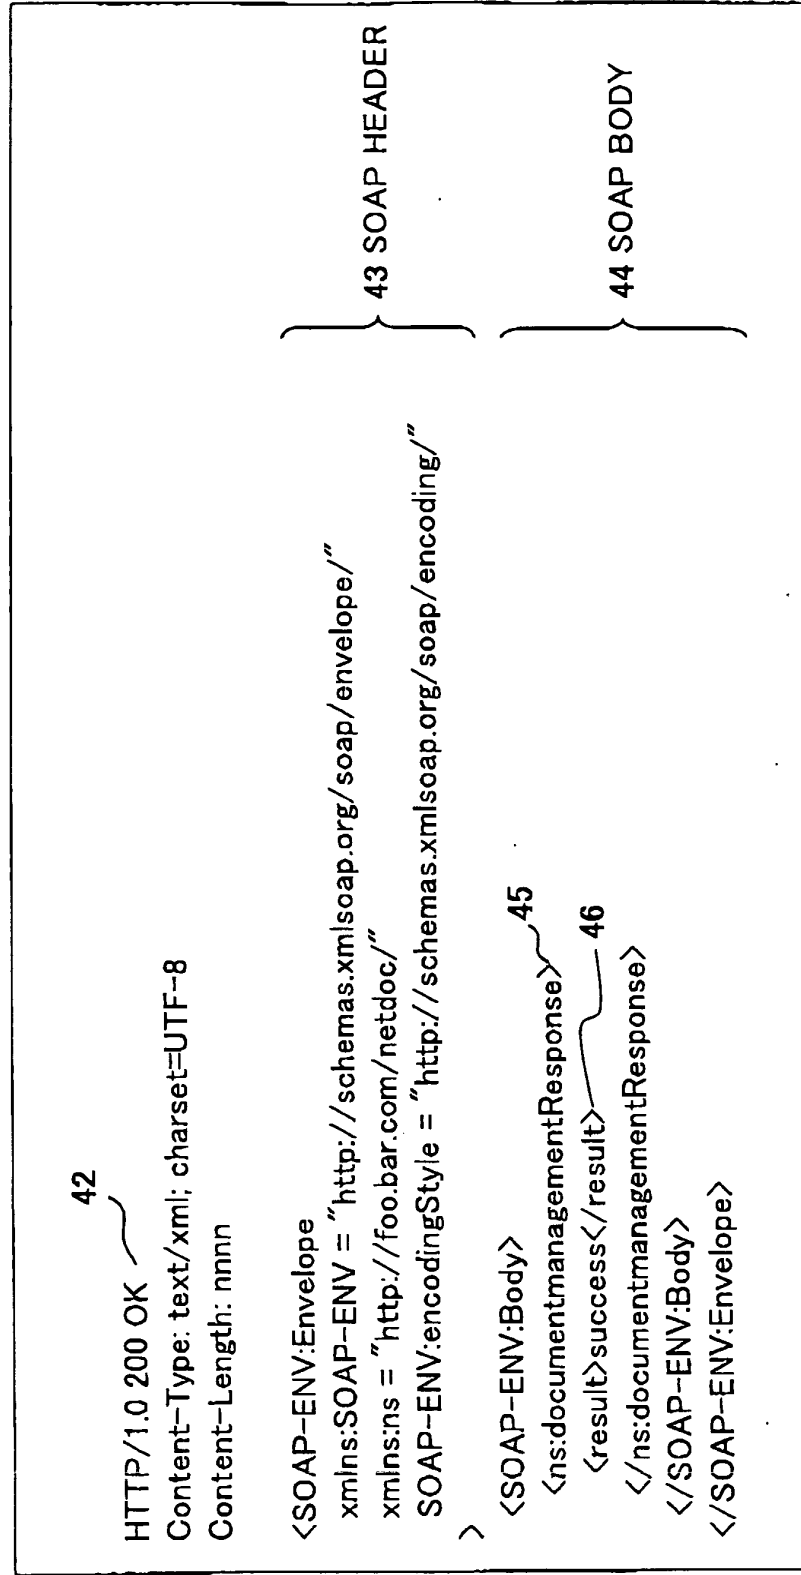 42
HTTP/1.0 200 OK
Content-Type: text/xml; charset=UTF-8
Content-Length: nnnn
<SOAP-ENV:Envelope
xmlns:SOAP-ENV = "http://schemas.xmlsoap.org/soap/envelope/"
xmlns:ns = "http://foo.bar.com/netdoc/"
SOAP-ENV:encodingStyle = "http://schemas.xmlsoap.org/soap/encoding/"
>
43 SOAP HEADER
<SOAP-ENV:Body>
<ns:documentmanagementResponse> 45
<result>success</result> 46
</ns:documentmanagementResponse>
</SOAP-ENV:Body>
</SOAP-ENV:Envelope>
44 SOAP BODY